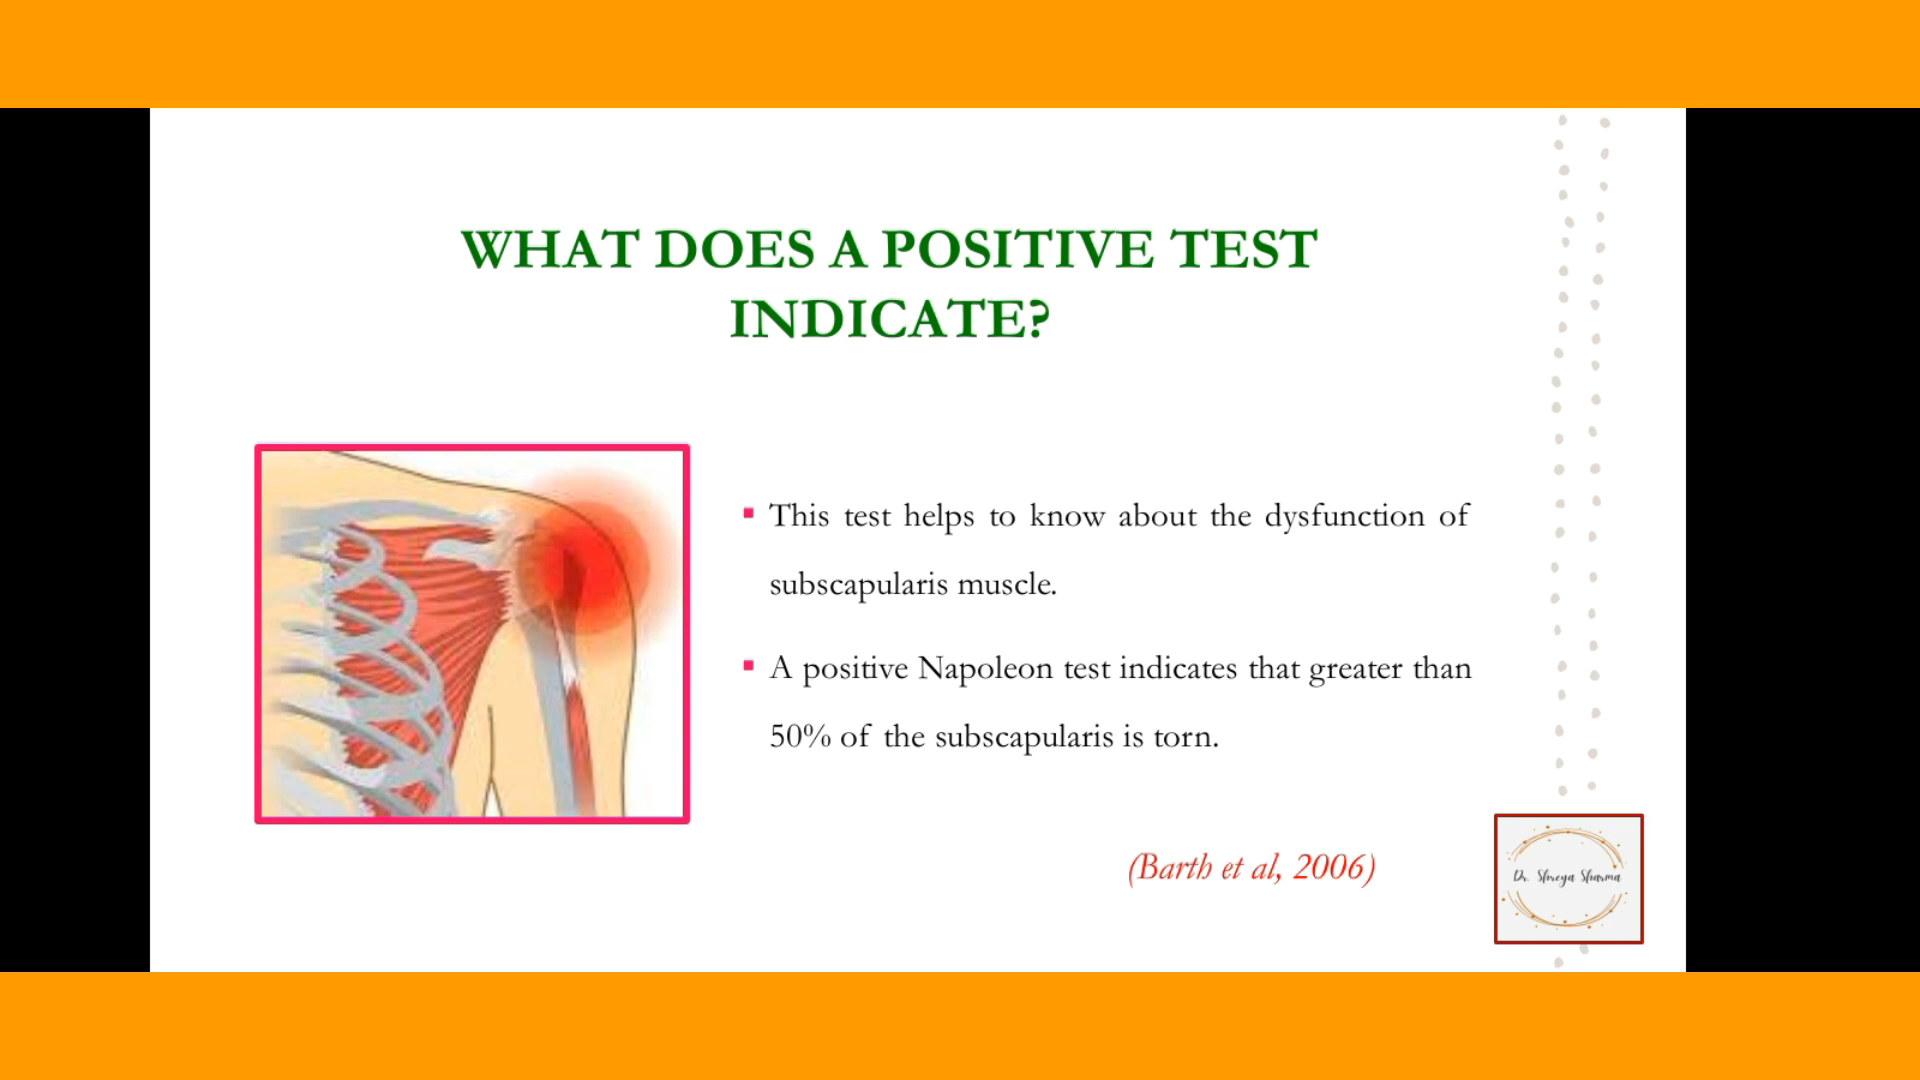 WHAT DOES A POSITIVE TEST
INDICATE?
This test helps to know about the dysfunction of
subscapularis muscle.
A positive Napoleon test indicates that greater than
50% of the subscapularis is torn.
(Barth et al, 2006)
Dr. Shreya Sharma